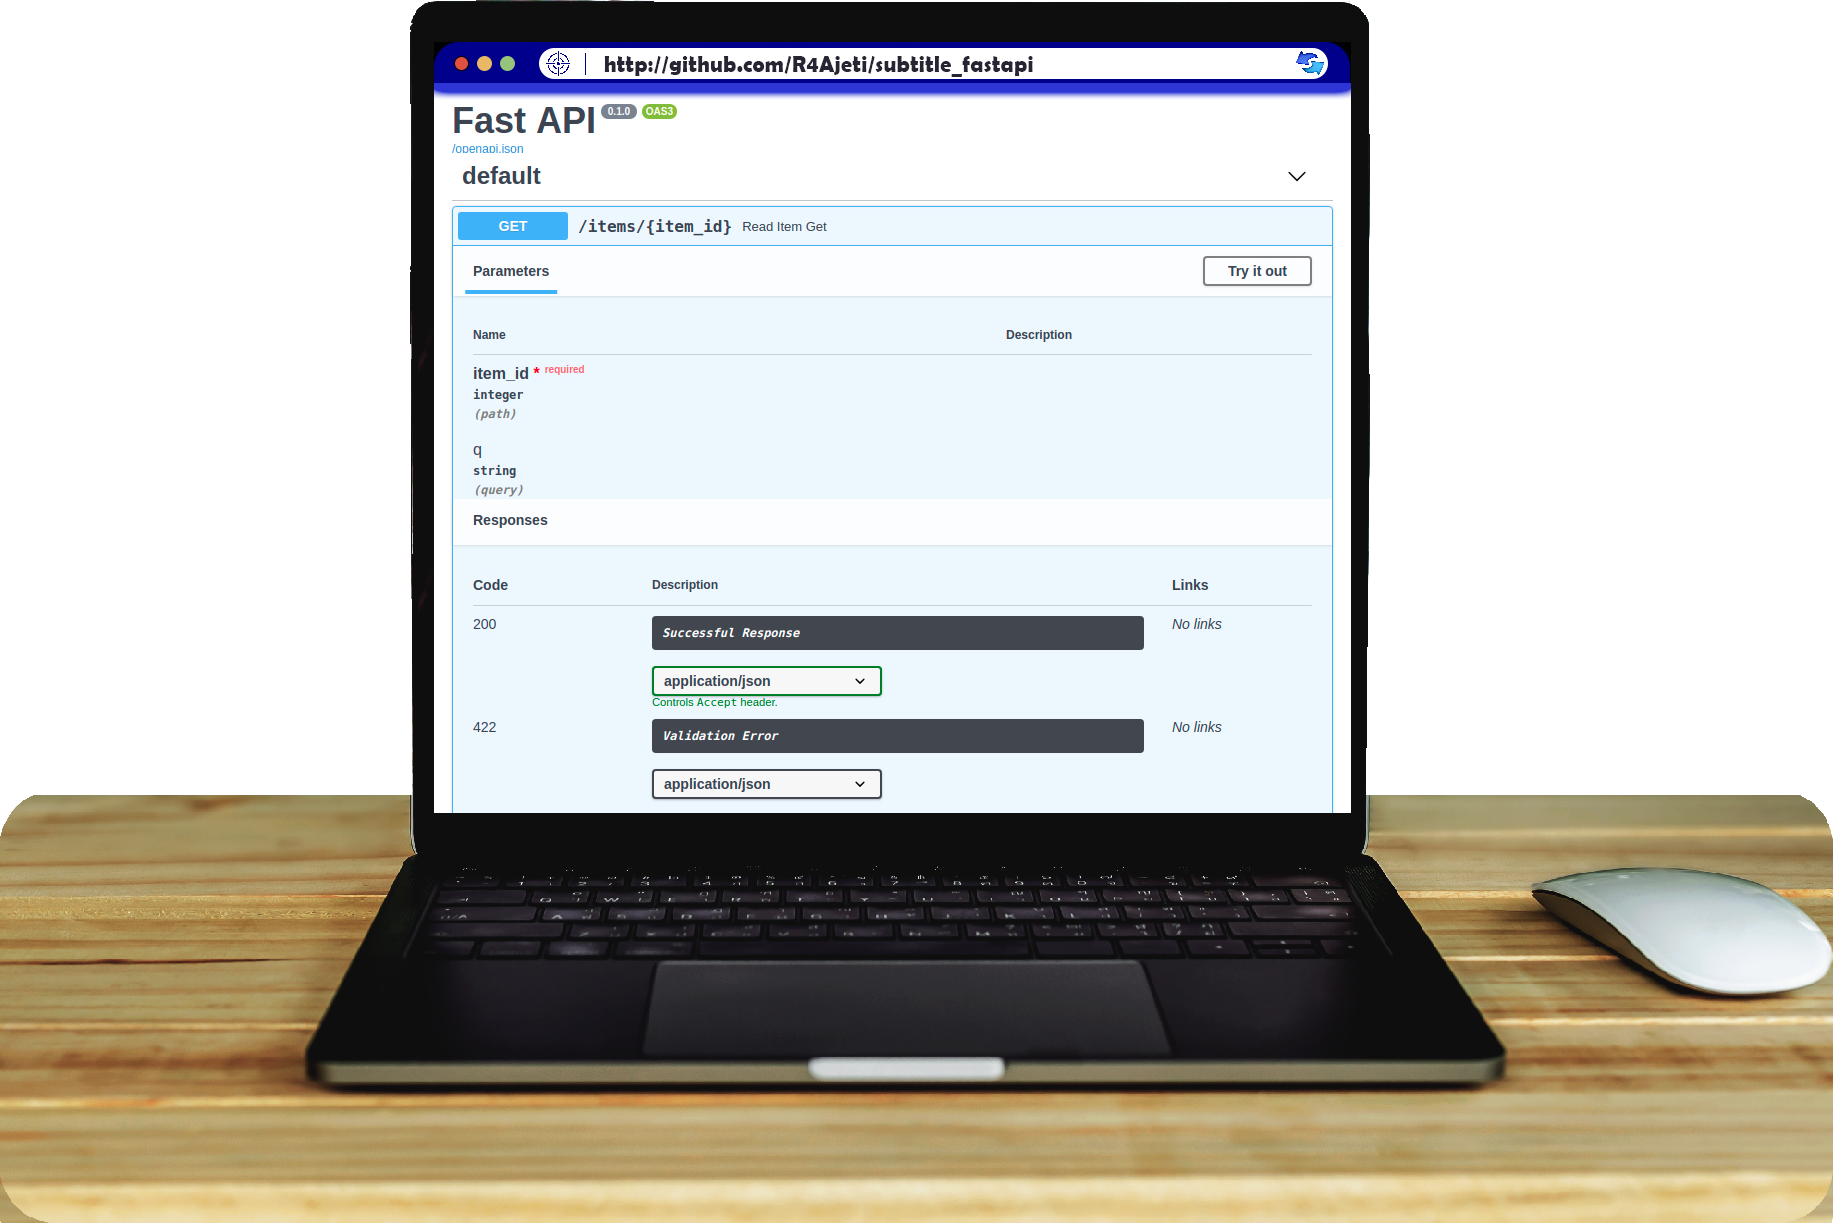 http://github.com/R4Ajeti/subtitle_fastapi
Fast API 0.1.0 OAS3
/openapi.json
default
GET /items/{item_id} Read Item Get
Parameters Try it out
Name Description
item_id * required
integer
(path)
q
string
(query)
Responses
Code Description Links
200 Successful Response No links
application/json
Controls Accept header.
422 Validation Error No links
application/json